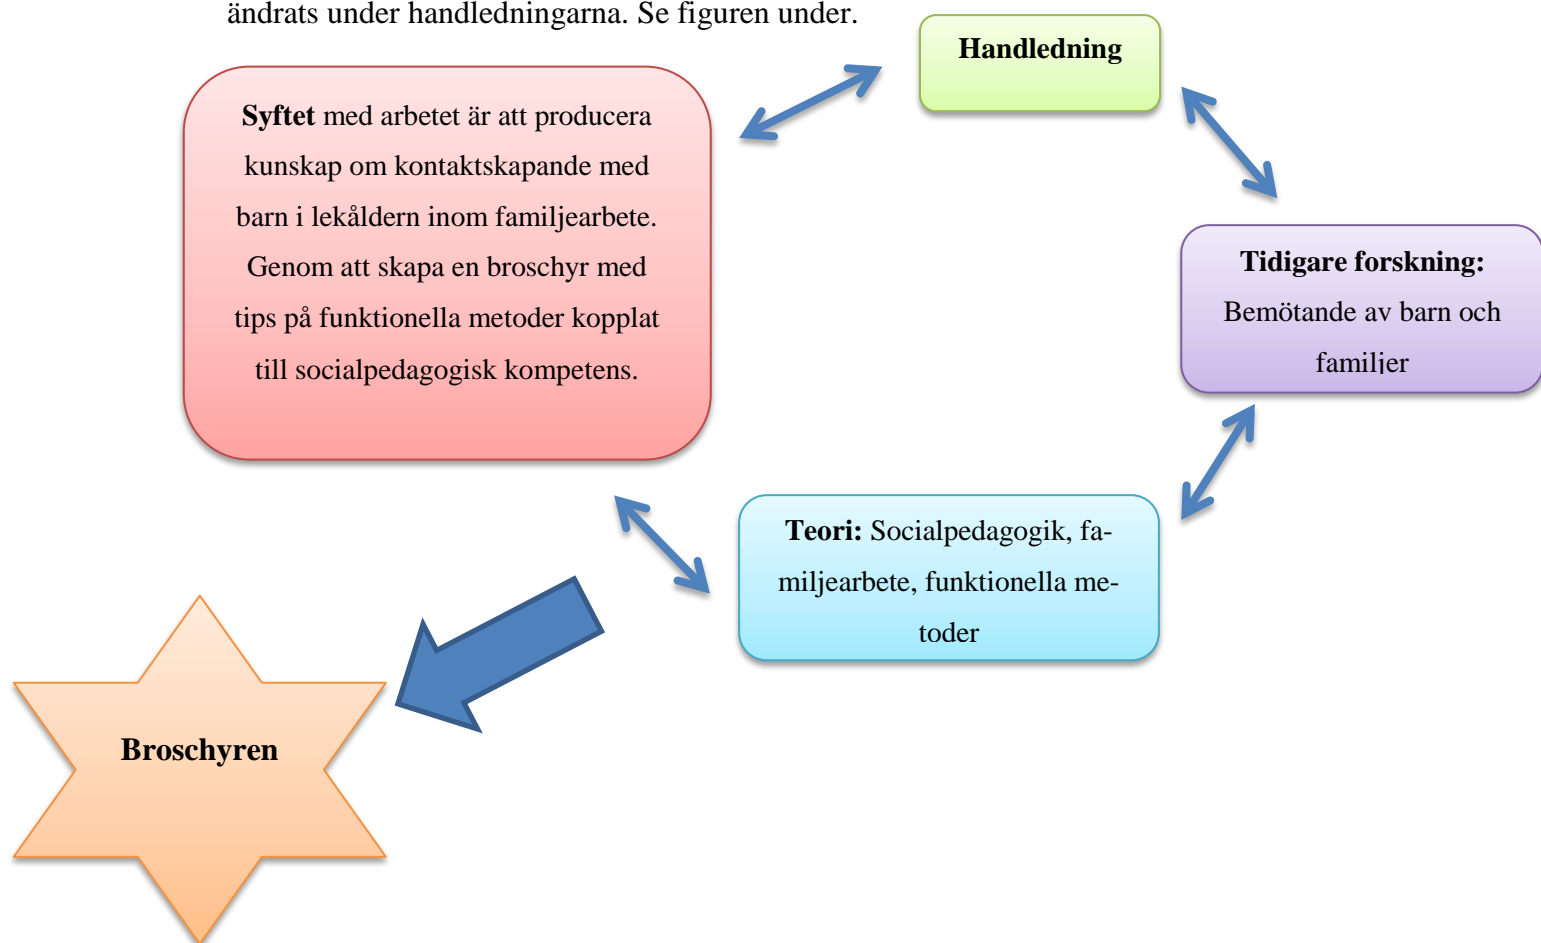 ändrats under handledningarna. Se figuren under.
Handledning
Syftet med arbetet är att producera
kunskap om kontaktskapande med
barn i lekåldern inom familjearbete.
Genom att skapa en broschyr med
tips på funktionella metoder kopplat
till socialpedagogisk kompetens.
Tidigare forskning:
Bemötande av barn och
familjer
Teori: Socialpedagogik, fa-
miljearbete, funktionella me-
toder
Broschyren